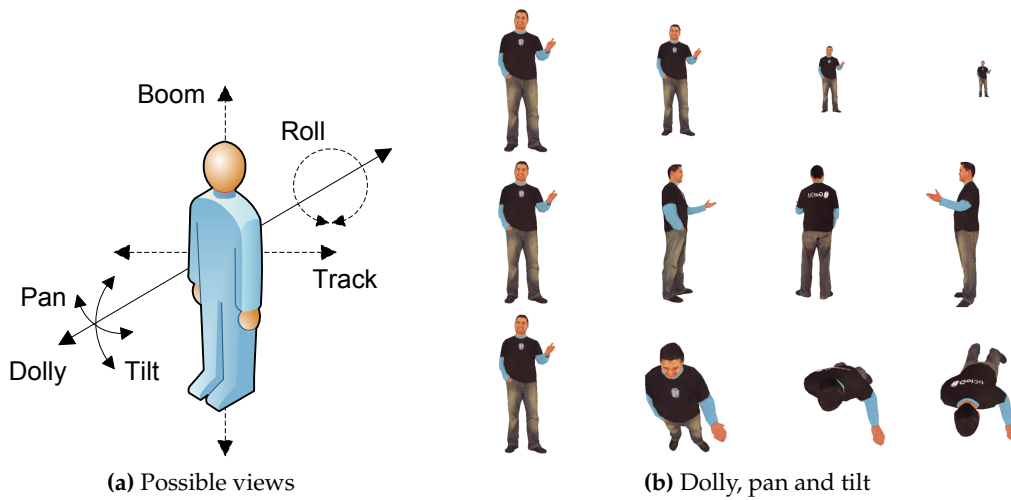 Boom
Roll
Track
Pan
Dolly
Tilt
(a) Possible views
(b) Dolly, pan and tilt